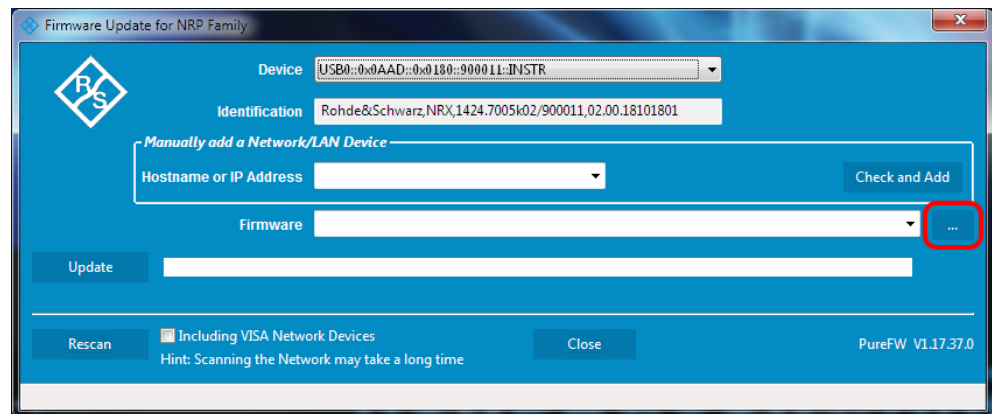 Firmware Update for NRP Family
x
R
S
Device
USB0::0x0AAD::0x0180::900011::INSTR
Identification
Rohde&Schwarz,NRX,1424.7005k02/900011,02.00.18101801
Manually add a Network/LAN Device
Hostname or IP Address
Check and Add
Firmware
...
Update
Rescan
Including VISA Network Devices
Hint: Scanning the Network may take a long time
Close
PureFW V1.17.37.0